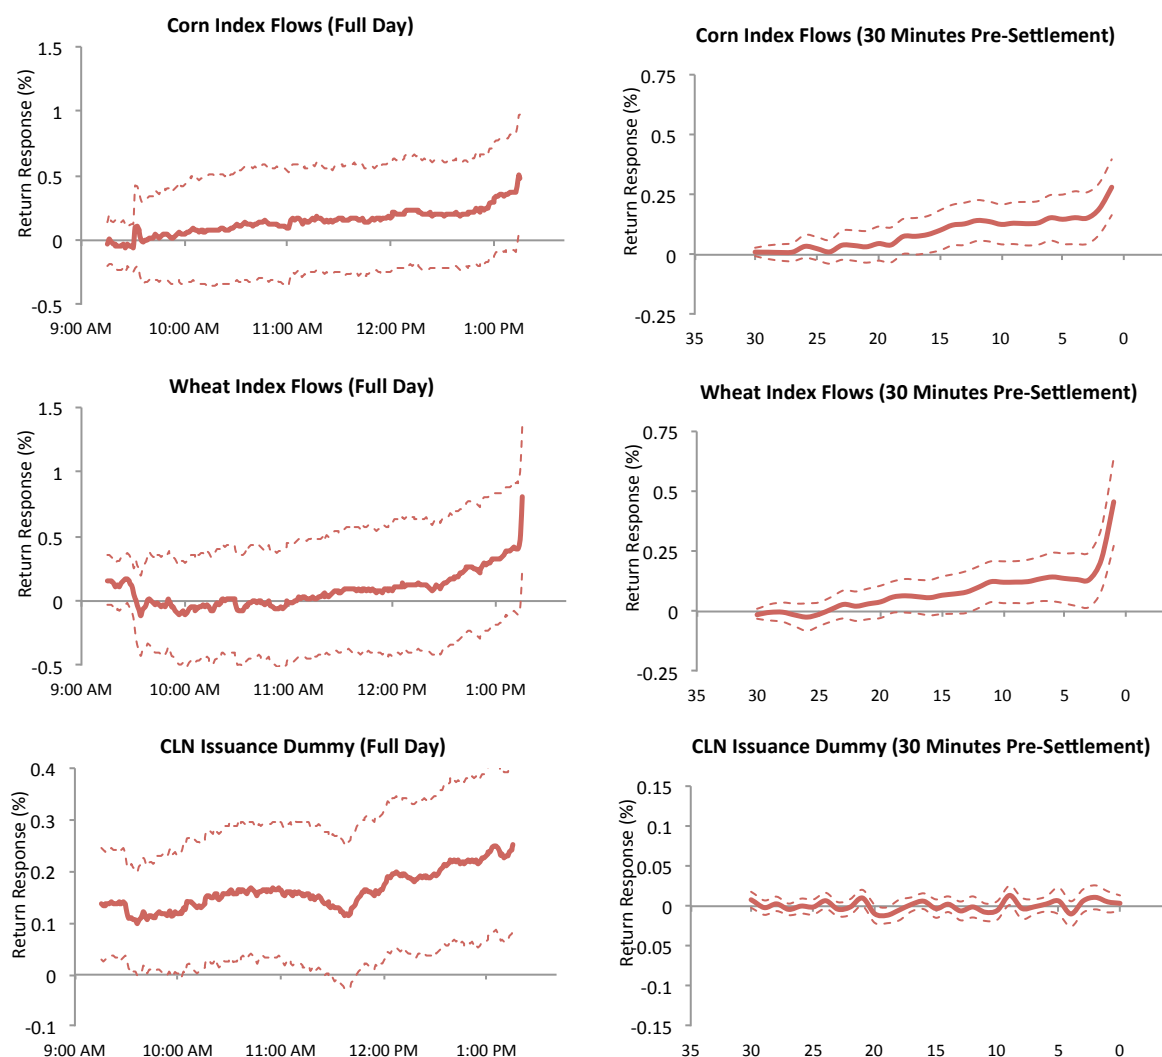 Corn Index Flows (Full Day)
Return Response (%)
1.5
1
0.5
0
-0.5
9:00 AM 10:00 AM 11:00 AM 12:00 PM 1:00 PM
Corn Index Flows (30 Minutes Pre-Settlement)
Return Response (%)
0.75
0.5
0.25
0
-0.25
35 30 25 20 15 10 5 0
Wheat Index Flows (Full Day)
Return Response (%)
1.5
1
0.5
0
-0.5
9:00 AM 10:00 AM 11:00 AM 12:00 PM 1:00 PM
Wheat Index Flows (30 Minutes Pre-Settlement)
Return Response (%)
0.75
0.5
0.25
0
-0.25
35 30 25 20 15 10 5 0
CLN Issuance Dummy (Full Day)
Return Response (%)
0.4
0.3
0.2
0.1
0
-0.1
9:00 AM 10:00 AM 11:00 AM 12:00 PM 1:00 PM
CLN Issuance Dummy (30 Minutes Pre-Settlement)
Return Response (%)
0.15
0.1
0.05
0
-0.05
-0.1
-0.15
35 30 25 20 15 10 5 0